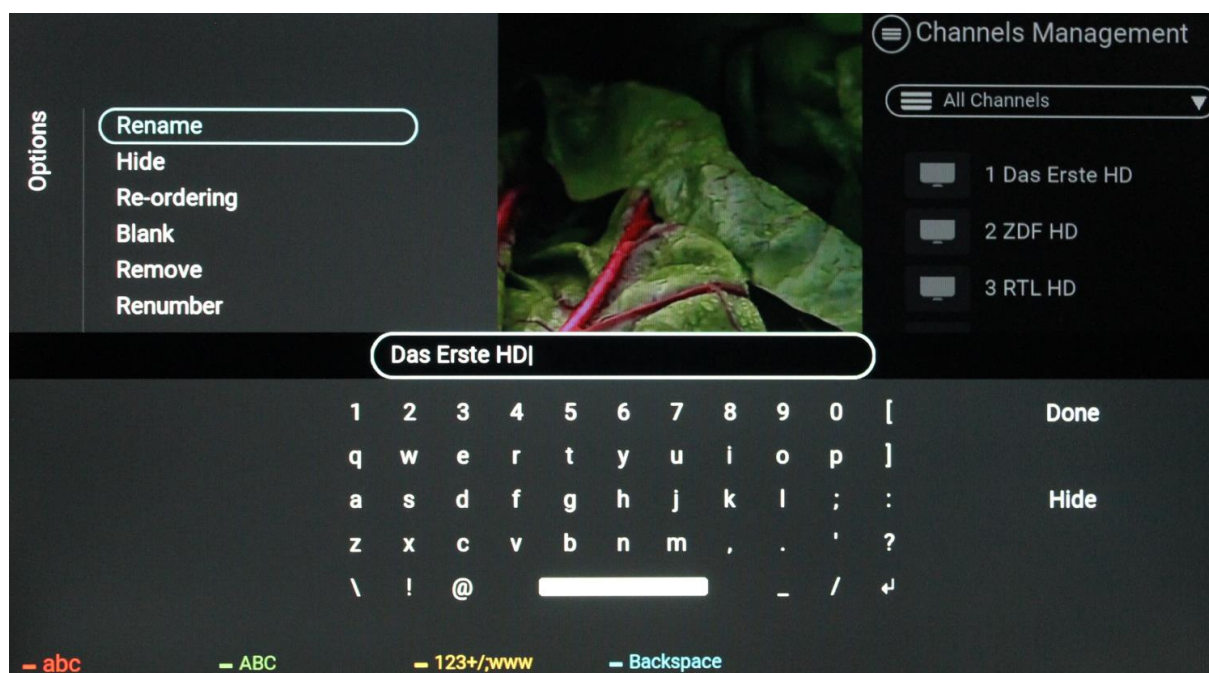 Options
Rename
Hide
Re-ordering
Blank
Remove
Renumber
Channels Management
All Channels
1 Das Erste HD
2 ZDF HD
3 RTL HD
Das Erste HD
1 2 3 4 5 6 7 8 9 0 [
q w e r t y u i o p ]
a s d f g h j k l ; :
z x c v b n m , . ' ?
\ ! @ _ / ↵
Done
Hide
abc
ABC
123+/;www
Backspace